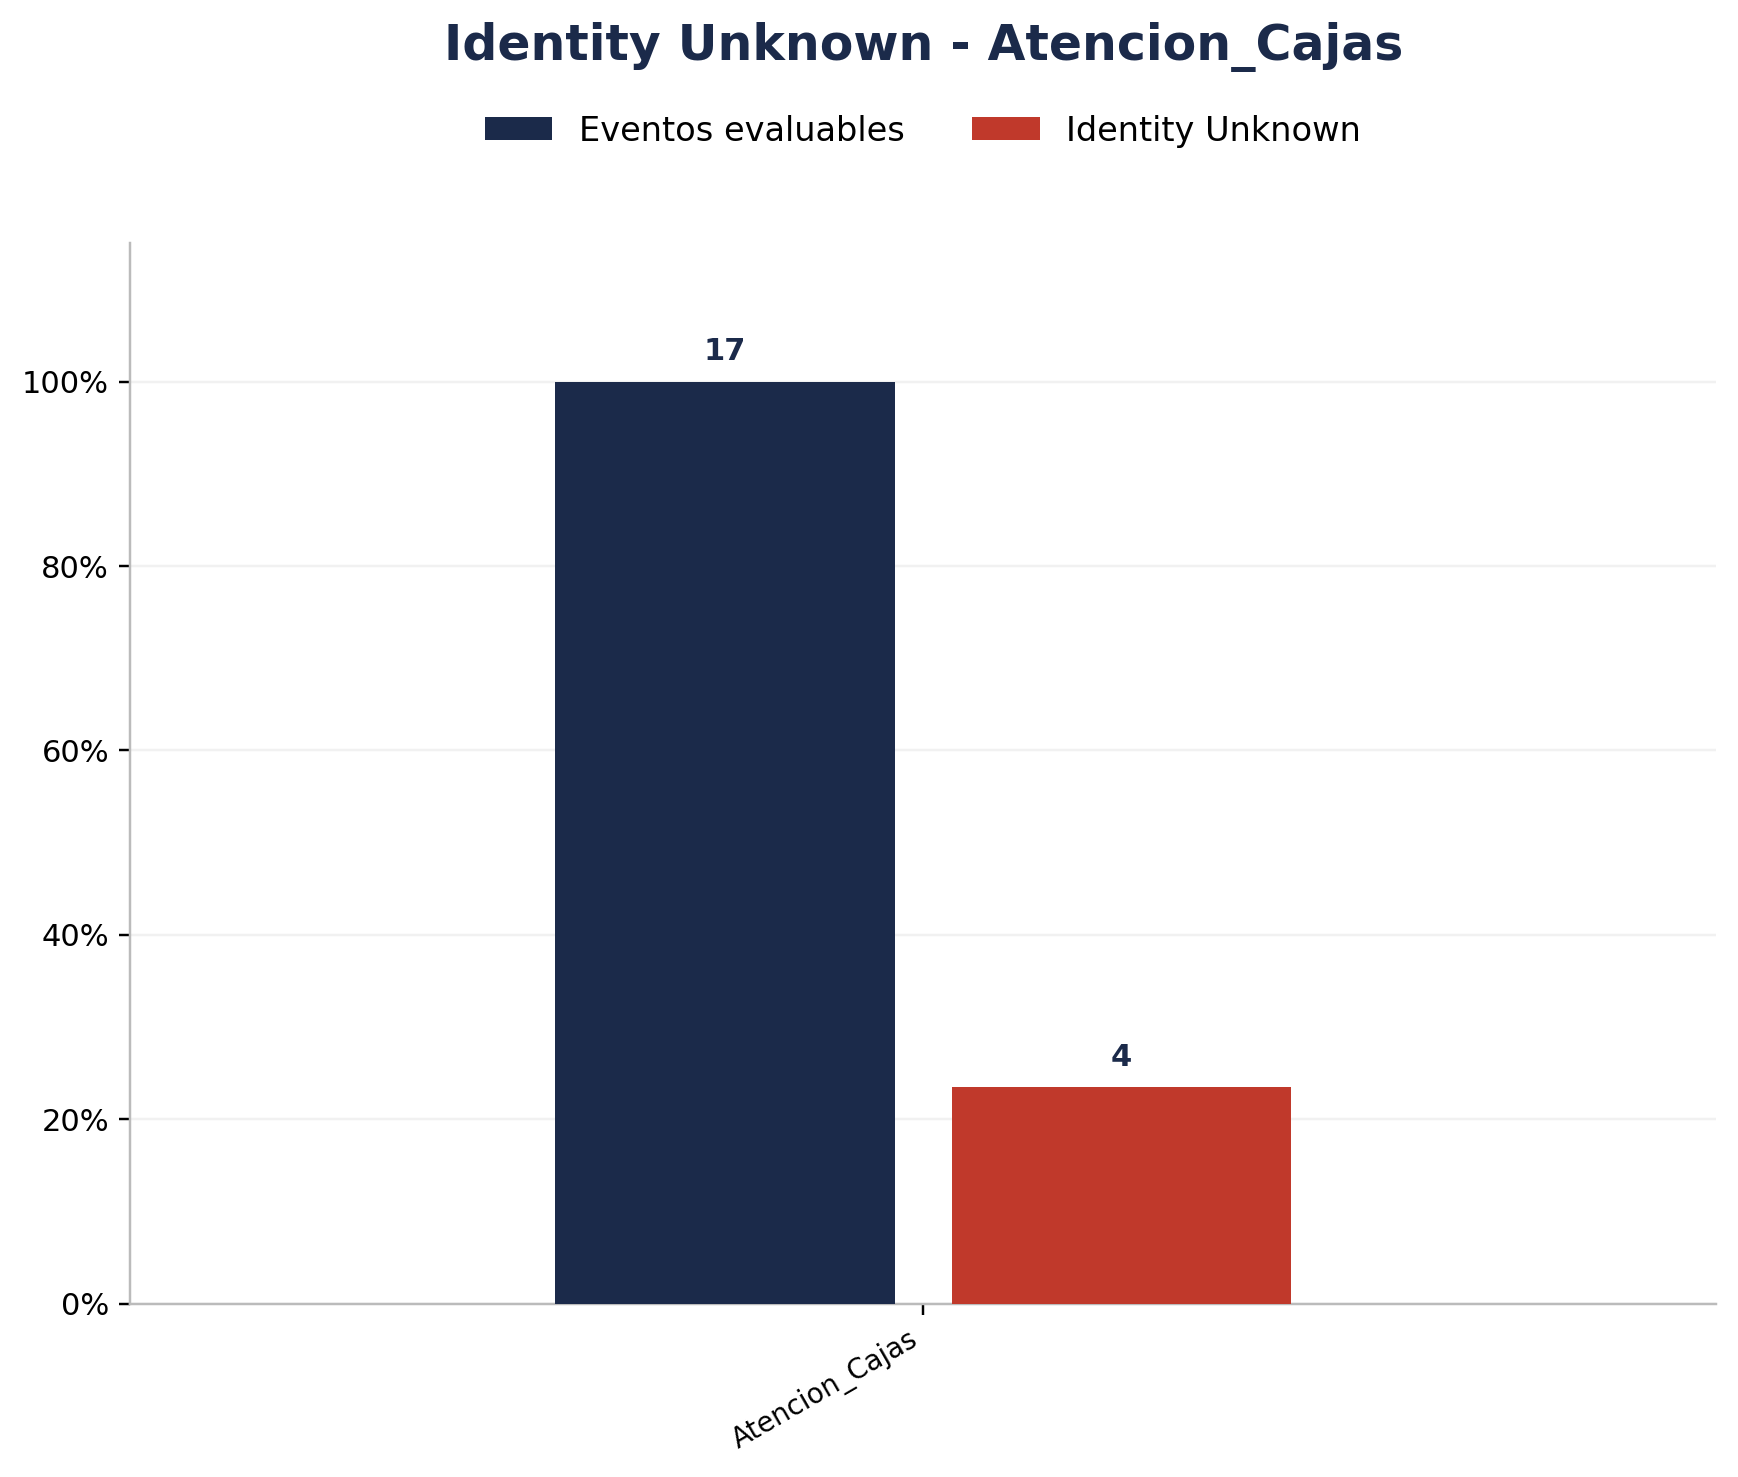 Identity Unknown - Atencion_Cajas
Eventos evaluables
Identity Unknown
17
100%
80%
60%
40%
4
20%
0%
Atencion_Cajas